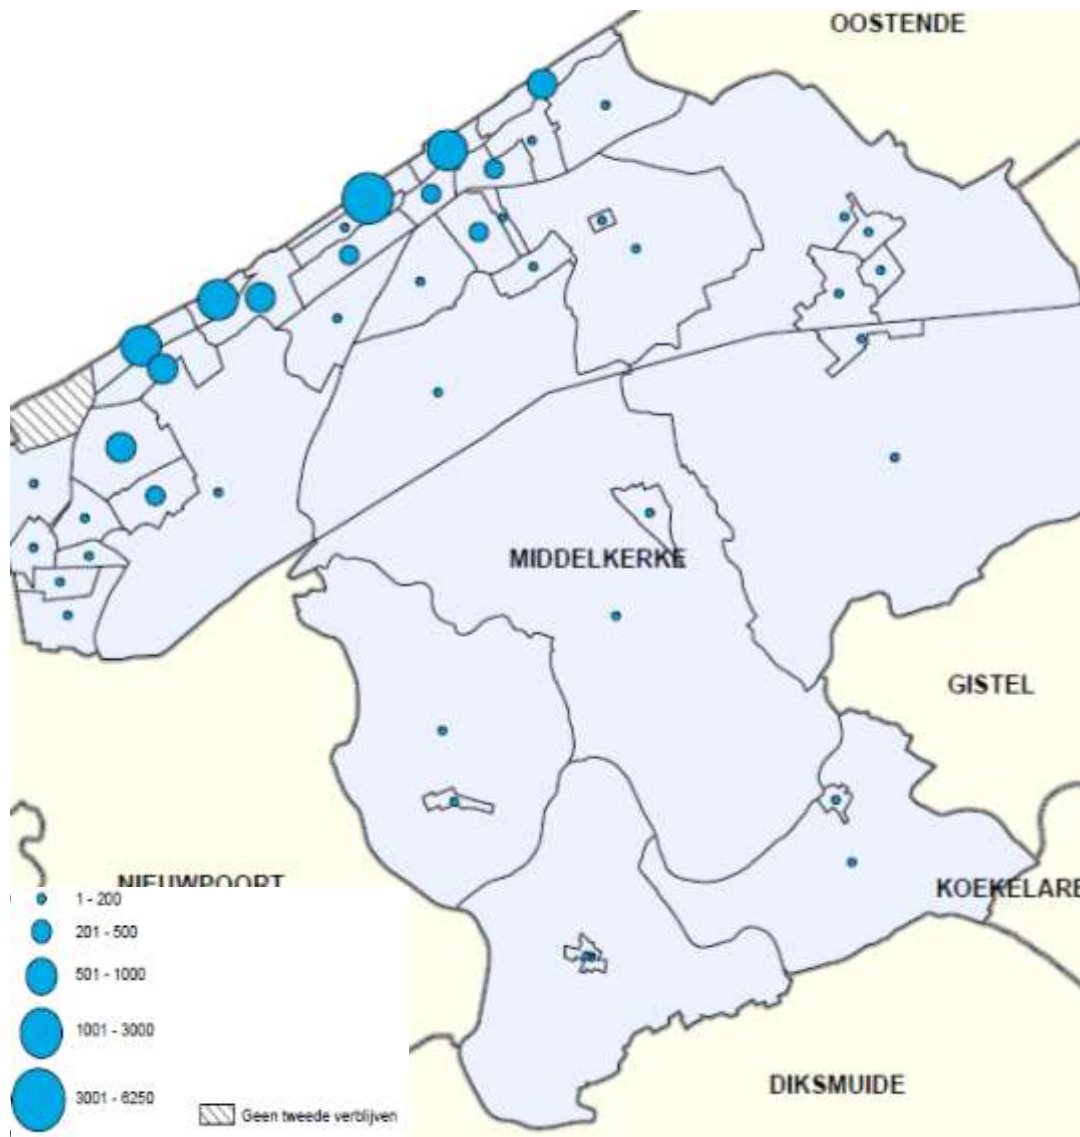 OOSTENDE
MIDDELKERKE
GISTEL
NIEUWPOORT
KOEKELARE
1 - 200
201 - 500
501 - 1000
1001 - 3000
3001 - 6250
Geen tweede verblijven
DIKSMUIDE